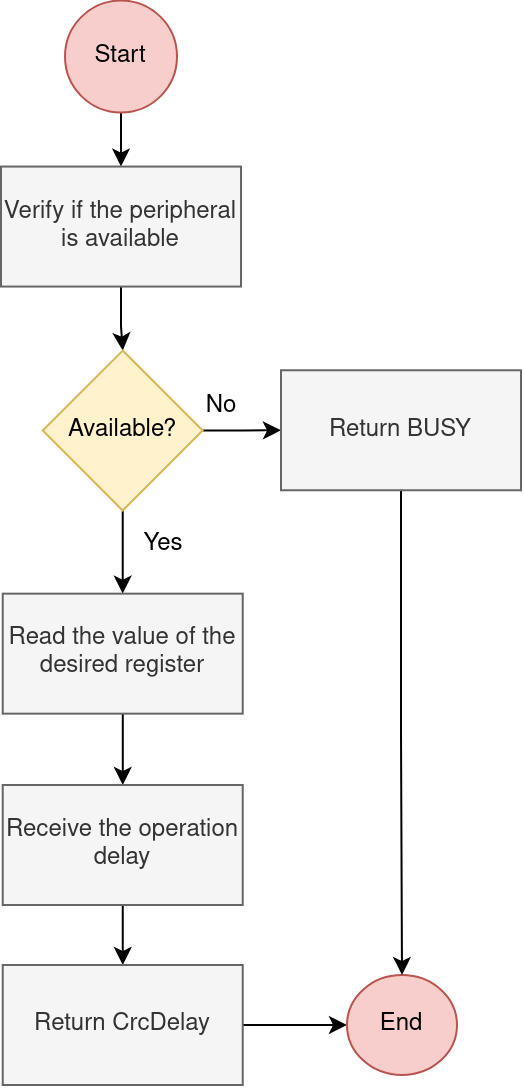 Start
Verify if the peripheral
is available
Available?
No
Return BUSY
Yes
Read the value of the
desired register
Receive the operation
delay
Return CrcDelay
End